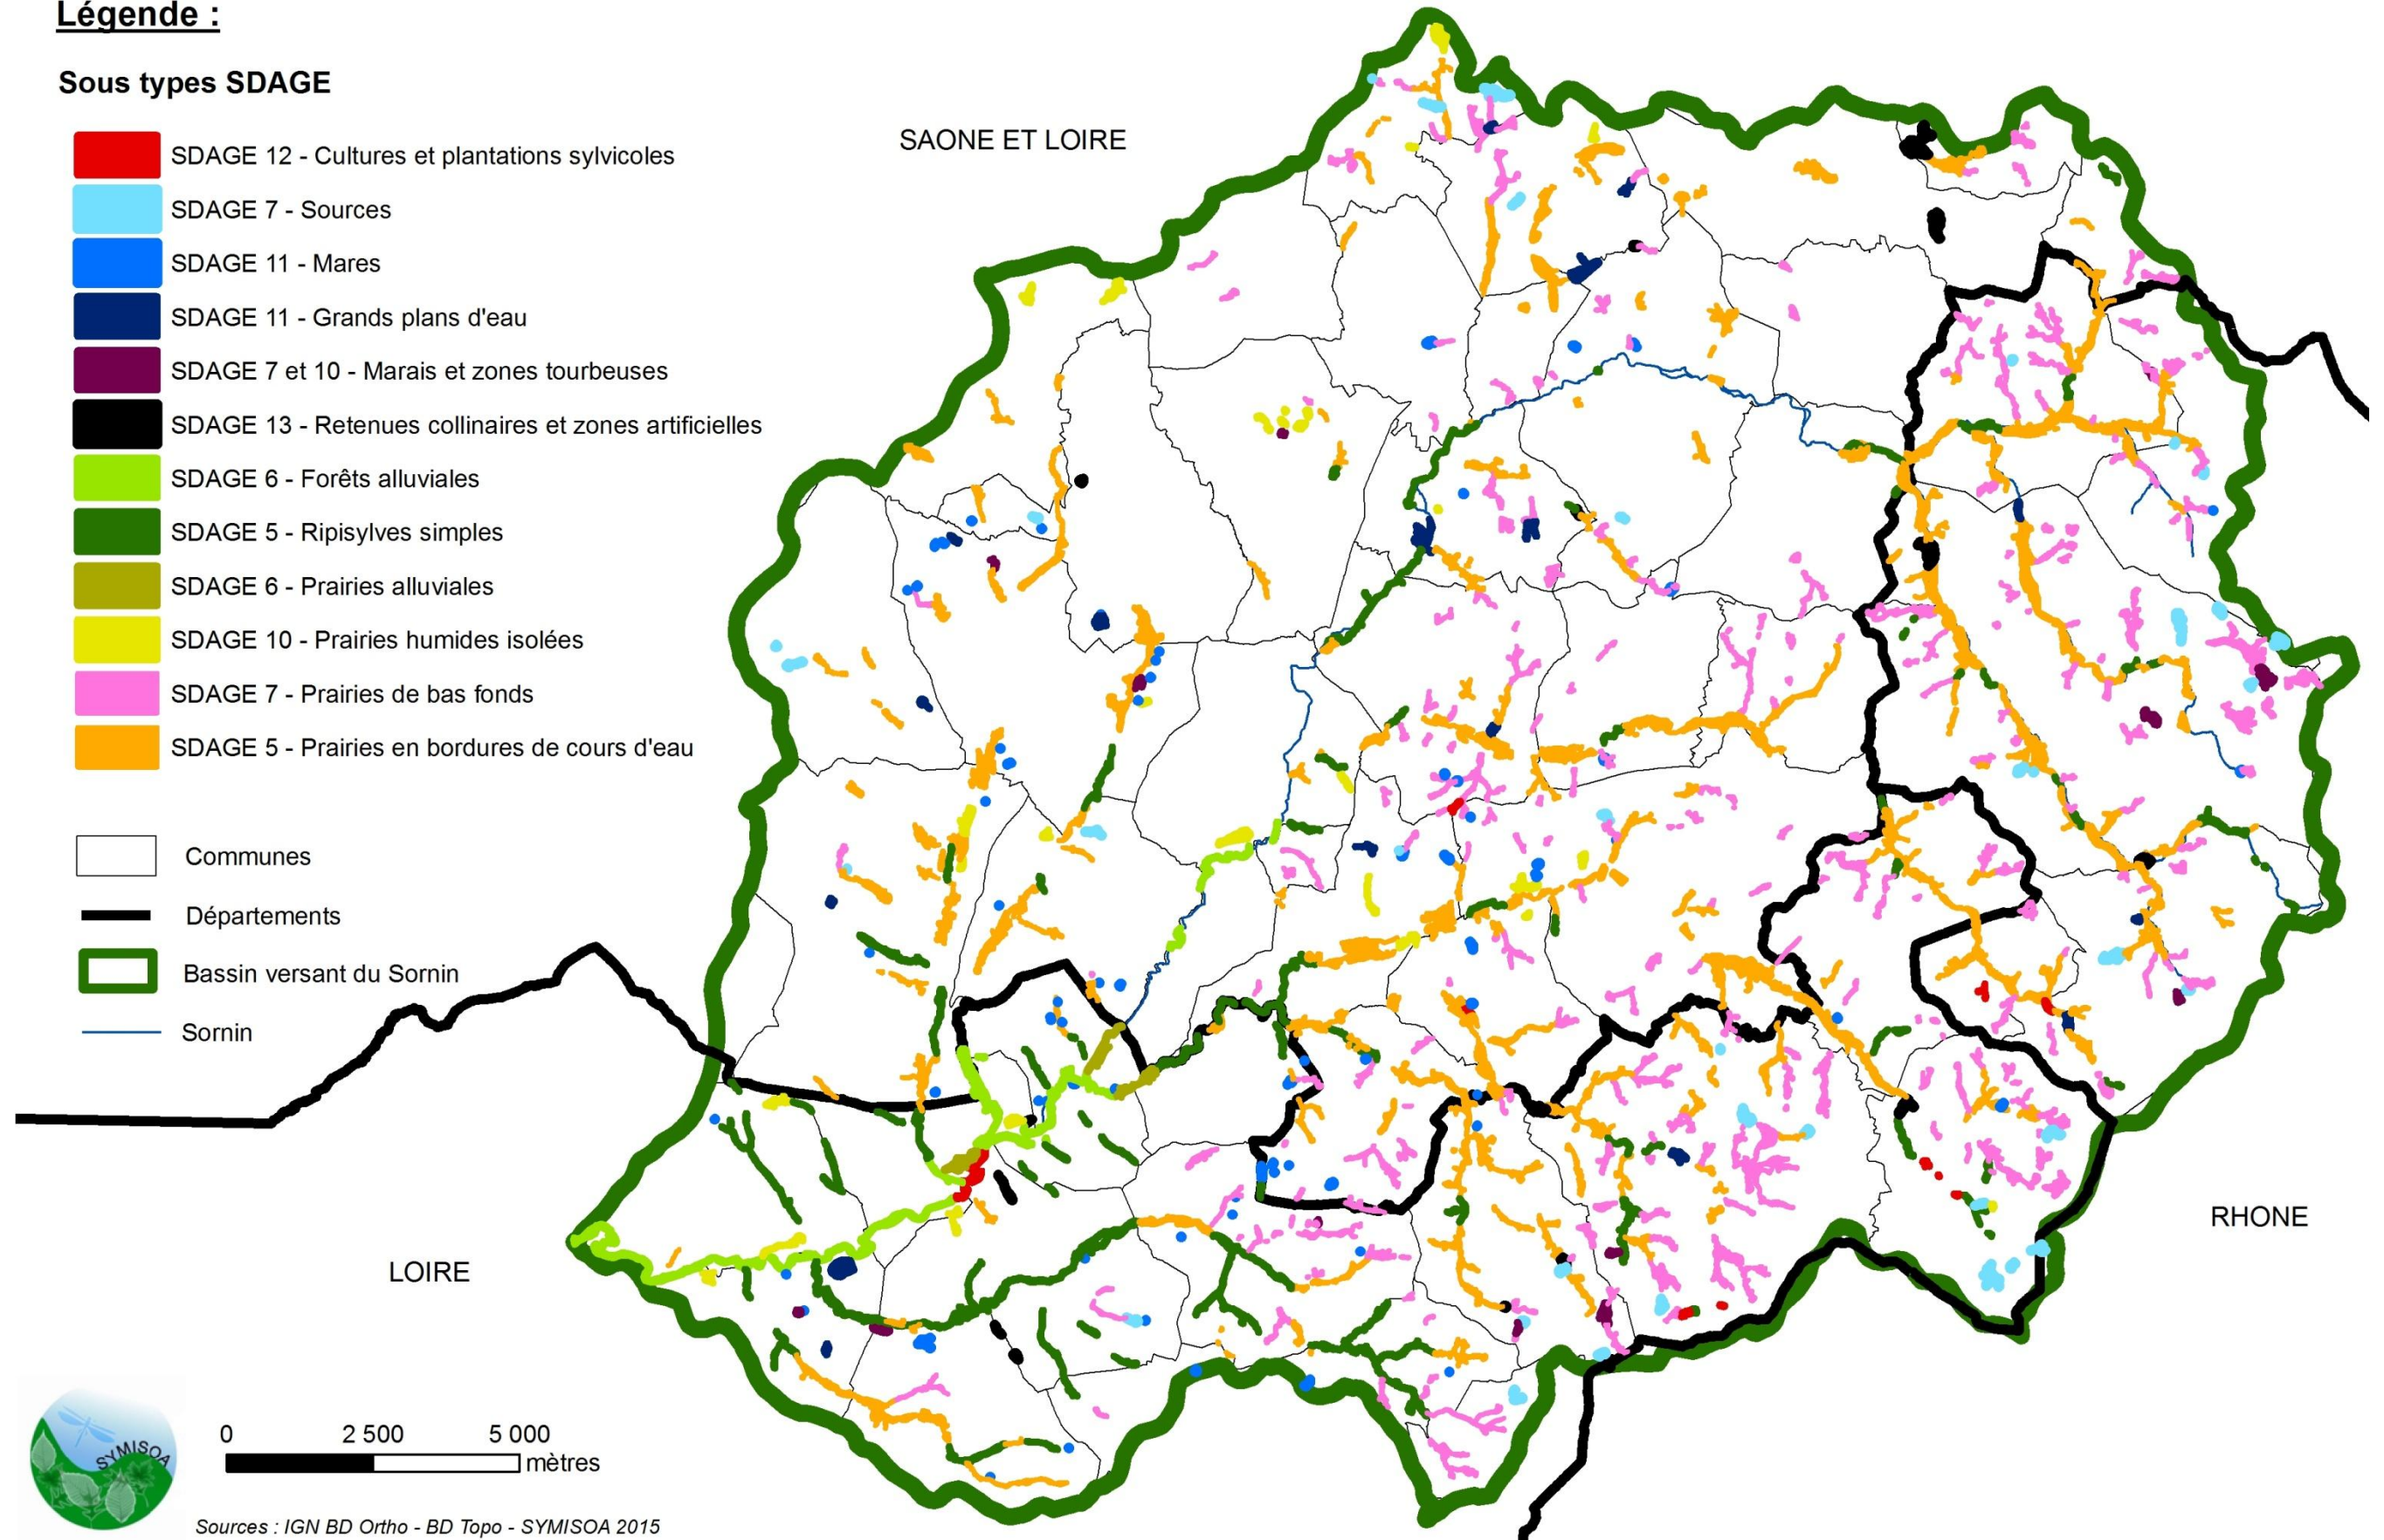 Légende :
Sous types SDAGE
SDAGE 12 - Cultures et plantations sylvicoles
SDAGE 7 - Sources
SDAGE 11 - Mares
SDAGE 11 - Grands plans d'eau
SDAGE 7 et 10 - Marais et zones tourbeuses
SDAGE 13 - Retenues collinaires et zones artificielles
SDAGE 6 - Forêts alluviales
SDAGE 5 - Ripisylves simples
SDAGE 6 - Prairies alluviales
SDAGE 10 - Prairies humides isolées
SDAGE 7 - Prairies de bas fonds
SDAGE 5 - Prairies en bordures de cours d'eau
Communes
Départements
Bassin versant du Sornin
Sornin
SAONE ET LOIRE
RHONE
LOIRE
SYMISOA
0 2 500 5 000
mètres
Sources : IGN BD Ortho - BD Topo - SYMISOA 2015